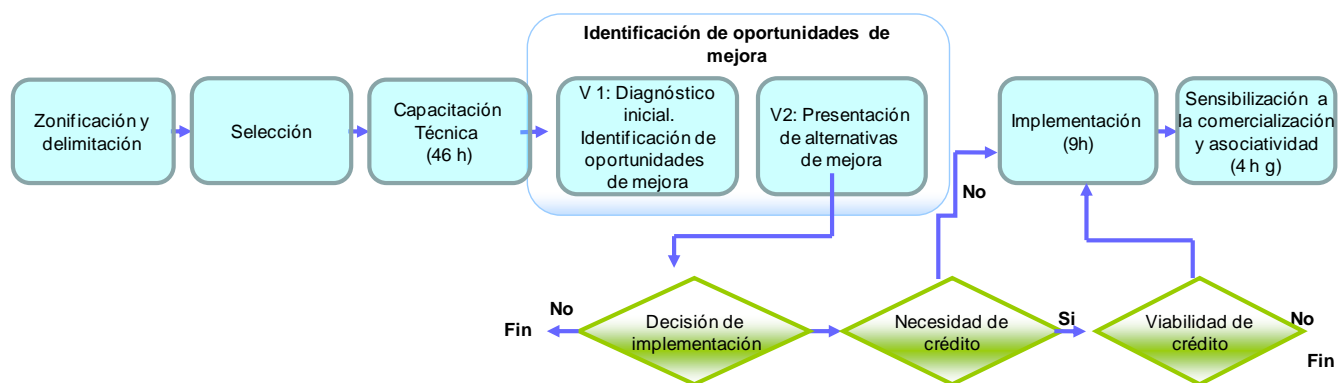 Identificación de oportunidades de
mejora
Zonificación y
delimitación
Selección
Capacitación
Técnica
(46 h)
V 1: Diagnóstico
inicial.
Identificación de
oportunidades
de mejora
V2: Presentación
de alternativas
de mejora
Implementación
(9h)
Sensibilización a
la comercialización
y asociatividad
(4 h g)
No
No
Fin
Decisión de
implementación
Necesidad de
crédito
Si
Viabilidad de
crédito
No
Fin